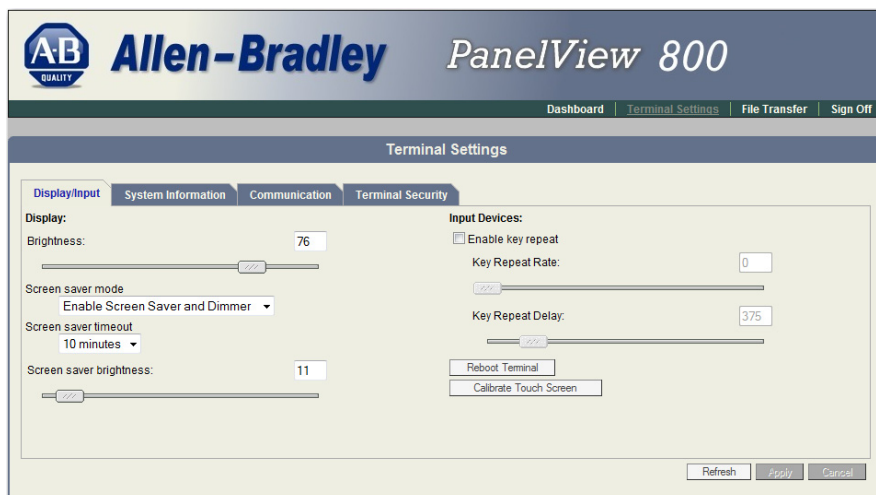 A·B
QUALITY
Allen-Bradley
PanelView 800
Dashboard | Terminal Settings | File Transfer | Sign Off
Terminal Settings
Display/Input System Information Communication Terminal Security
Display:
Brightness: 76
Screen saver mode
Enable Screen Saver and Dimmer
Screen saver timeout
10 minutes
Screen saver brightness: 11
Input Devices:
Enable key repeat
Key Repeat Rate: 0
Key Repeat Delay: 375
Reboot Terminal
Calibrate Touch Screen
Refresh Apply Cancel